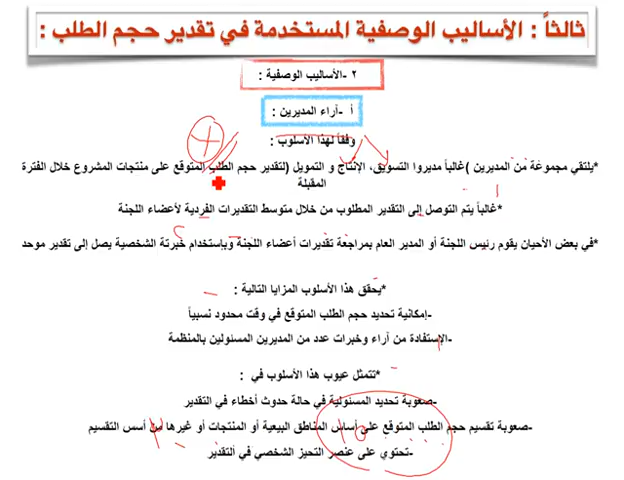 ثالثاً : الأساليب الوصفية المستخدمة في تقدير حجم الطلب :
٢ -الأساليب الوصفية :
أ -آراء المديرين :
وفقاً لهذا الأسلوب :
*يلتقي مجموعة من المديرين )غالباً مديروا التسويق، الإنتاج و التمويل (لتقدير حجم الطلب المتوقع على منتجات المشروع خلال الفترة
المقبلة
*غالباً يتم التوصل إلى التقدير المطلوب من خلال متوسط التقديرات الفردية لأعضاء اللجنة
*في بعض الأحيان يقوم رئيس اللجنة أو المدير العام بمراجعة تقديرات أعضاء اللجنة وبإستخدام خبرتة الشخصية يصل إلى تقدير موحد
*يحقق هذا الأسلوب المزايا التالية :
-إمكانية تحديد حجم الطلب المتوقع في وقت محدود نسبياً
-الإستفادة من آراء وخبرات عدد من المديرين المسئولين بالمنظمة
*تتمثل عيوب هذا الأسلوب في :
-صعوبة تحديد المسئولية في حالة حدوث أخطاء في التقدير
-صعوبة تقسيم حجم الطلب المتوقع على أساس المناطق البيعية أو المنتجات أو غيرها من أسس التقسيم
-تحتوي على عنصر التحيز الشخصي في التقدير